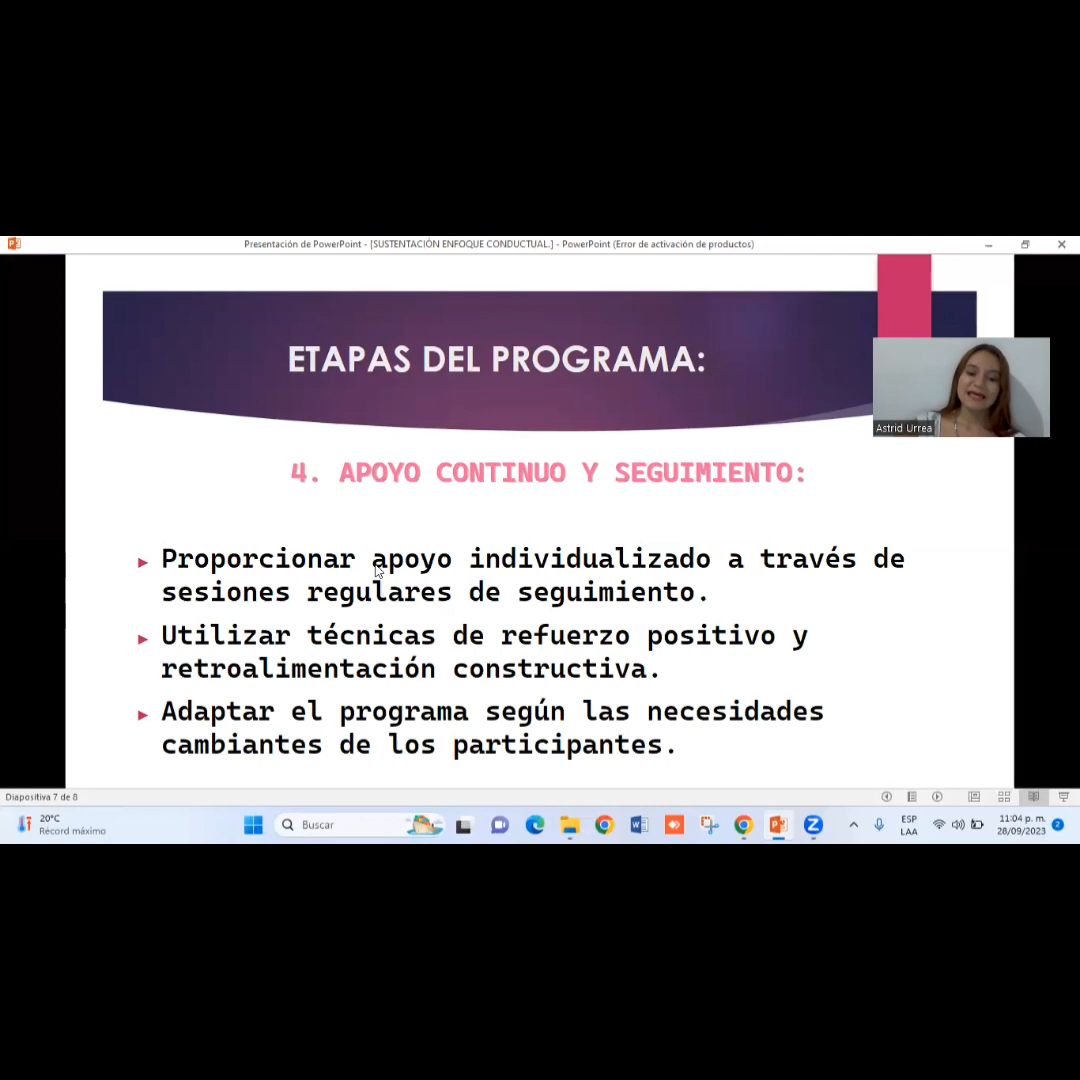 Presentación de PowerPoint - [SUSTENTACIÓN ENFOQUE CONDUCTUAL.] - PowerPoint (Error de activación de productos)
ETAPAS DEL PROGRAMA:
Astrid Urrea
4. APOYO CONTINUO Y SEGUIMIENTO:
Proporcionar apoyo individualizado a través de
sesiones regulares de seguimiento.
Utilizar técnicas de refuerzo positivo y
retroalimentación constructiva.
Adaptar el programa según las necesidades
cambiantes de los participantes.
Diapositiva 7 de 8
20°C
Récord máximo
Buscar
ESP
LAA
11:04 p. m.
28/09/2023
2